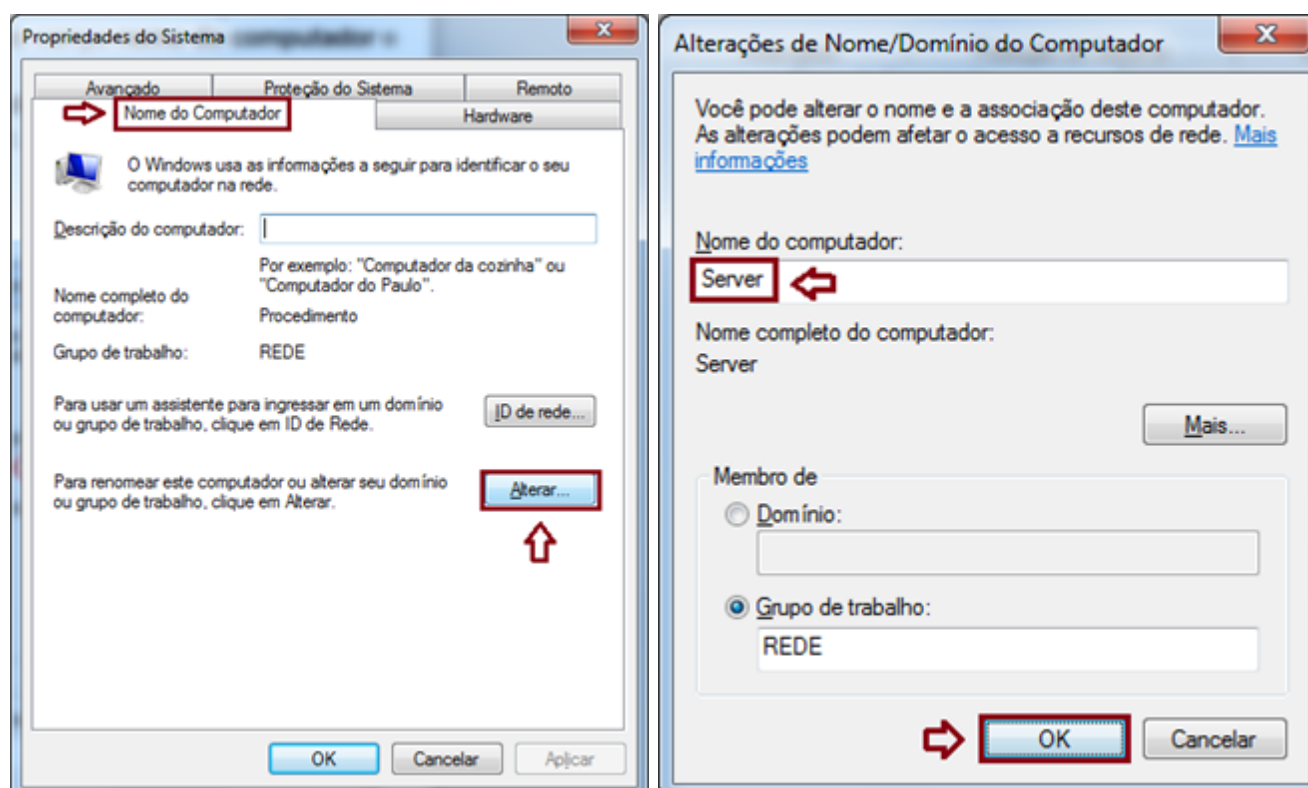 Propriedades do Sistema
Avançado Proteção do Sistema Remoto
Nome do Computador Hardware
O Windows usa as informações a seguir para identificar o seu
computador na rede.
Descrição do computador:
Por exemplo: "Computador da cozinha" ou
"Computador do Paulo".
Nome completo do
computador: Procedimento
Grupo de trabalho: REDE
Para usar um assistente para ingressar em um domínio
ou grupo de trabalho, clique em ID de Rede.
ID de rede...
Para renomear este computador ou alterar seu domínio
ou grupo de trabalho, clique em Alterar.
Alterar...
OK Cancelar Aplicar
Alterações de Nome/Domínio do Computador
Você pode alterar o nome e a associação deste computador.
As alterações podem afetar o acesso a recursos de rede. Mais
informações
Nome do computador:
Server
Nome completo do computador:
Server
Mais...
Membro de
Domínio:
Grupo de trabalho:
REDE
OK Cancelar